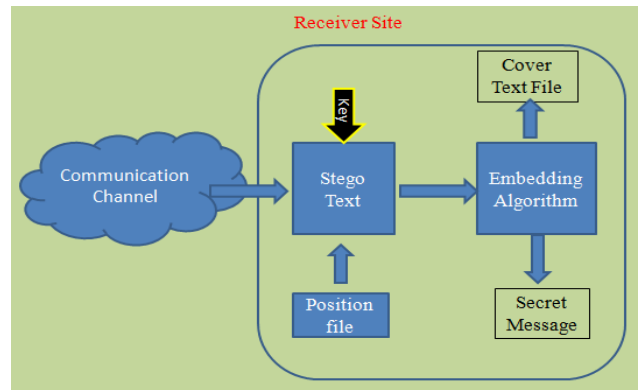 Receiver Site
Cover
Text File
Key
Communication
Channel
Stego
Text
Embedding
Algorithm
Position
file
Secret
Message